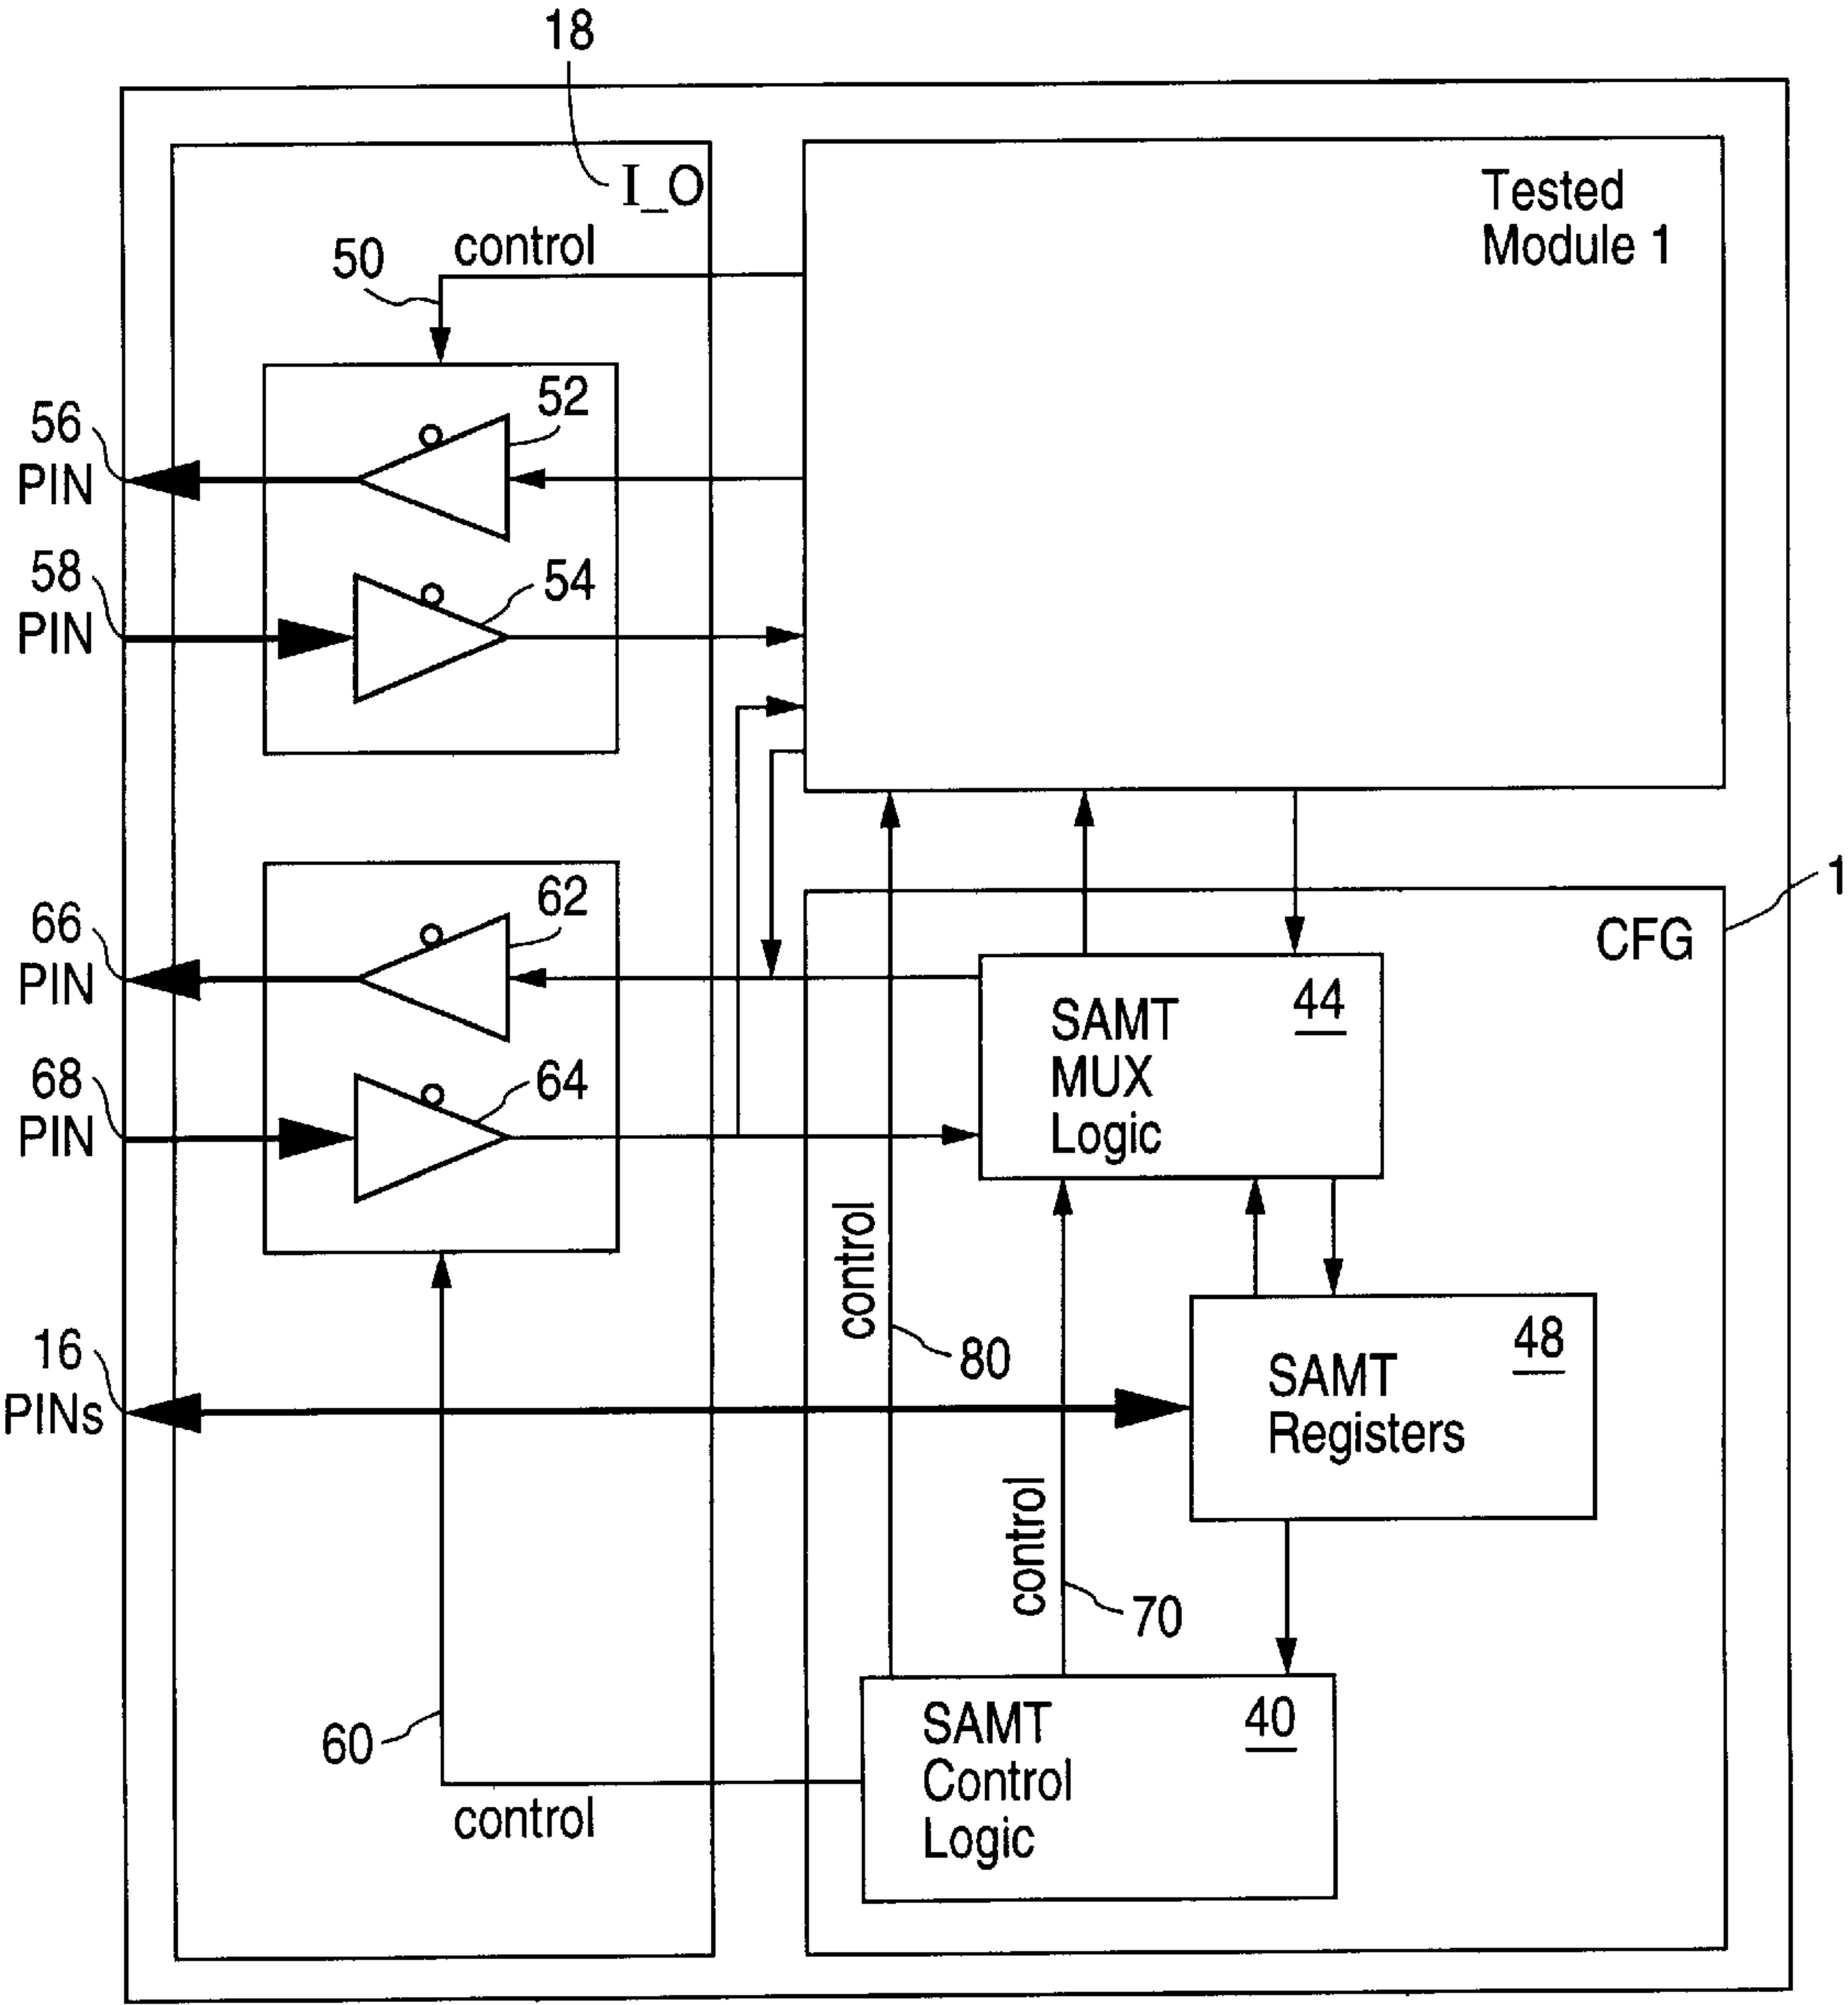 18
I_O
Tested
Module 1
control
50
52
56
PIN
54
58
PIN
1
CFG
62
66
PIN
44
SAMT
MUX
Logic
64
68
PIN
control
80
48
SAMT
Registers
16
PINs
control
70
60
control
40
SAMT
Control
Logic